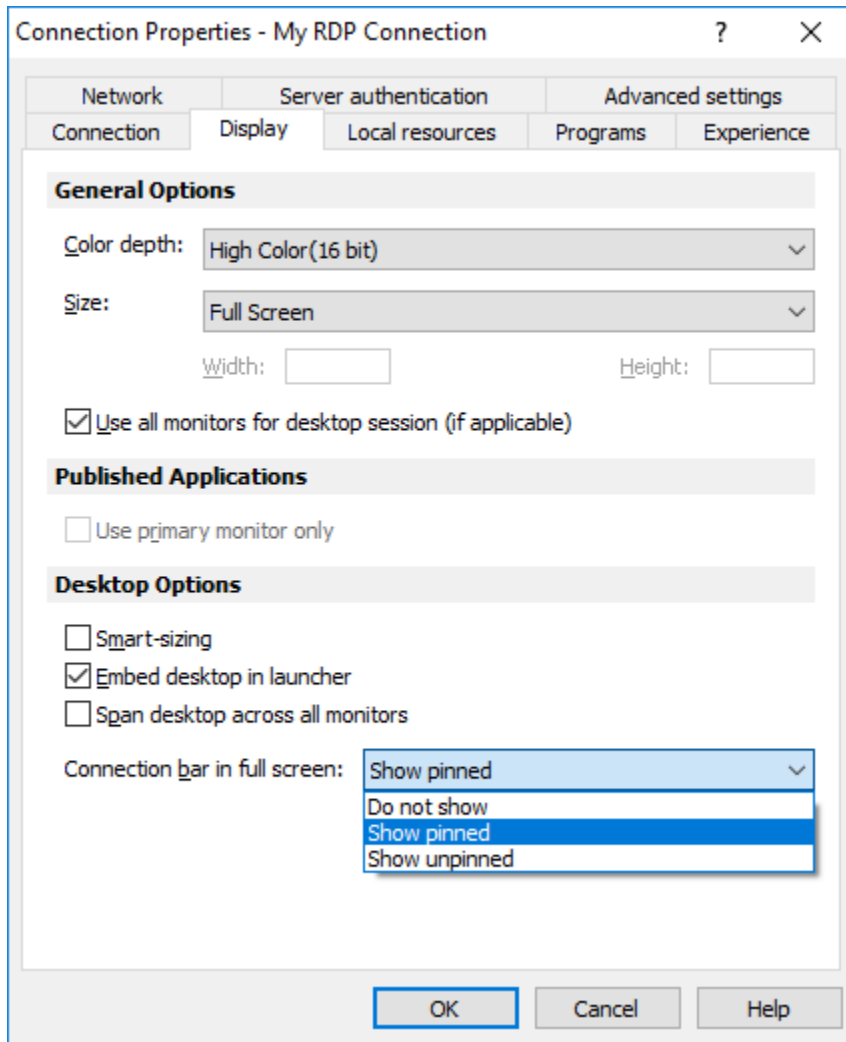 Connection Properties - My RDP Connection ?
Network Server authentication Advanced settings
Connection Display Local resources Programs Experience
General Options
Color depth: High Color(16 bit)
Size: Full Screen
Width: Height:
Use all monitors for desktop session (if applicable)
Published Applications
Use primary monitor only
Desktop Options
Smart-sizing
Embed desktop in launcher
Span desktop across all monitors
Connection bar in full screen: Show pinned
Do not show
Show pinned
Show unpinned
OK Cancel Help